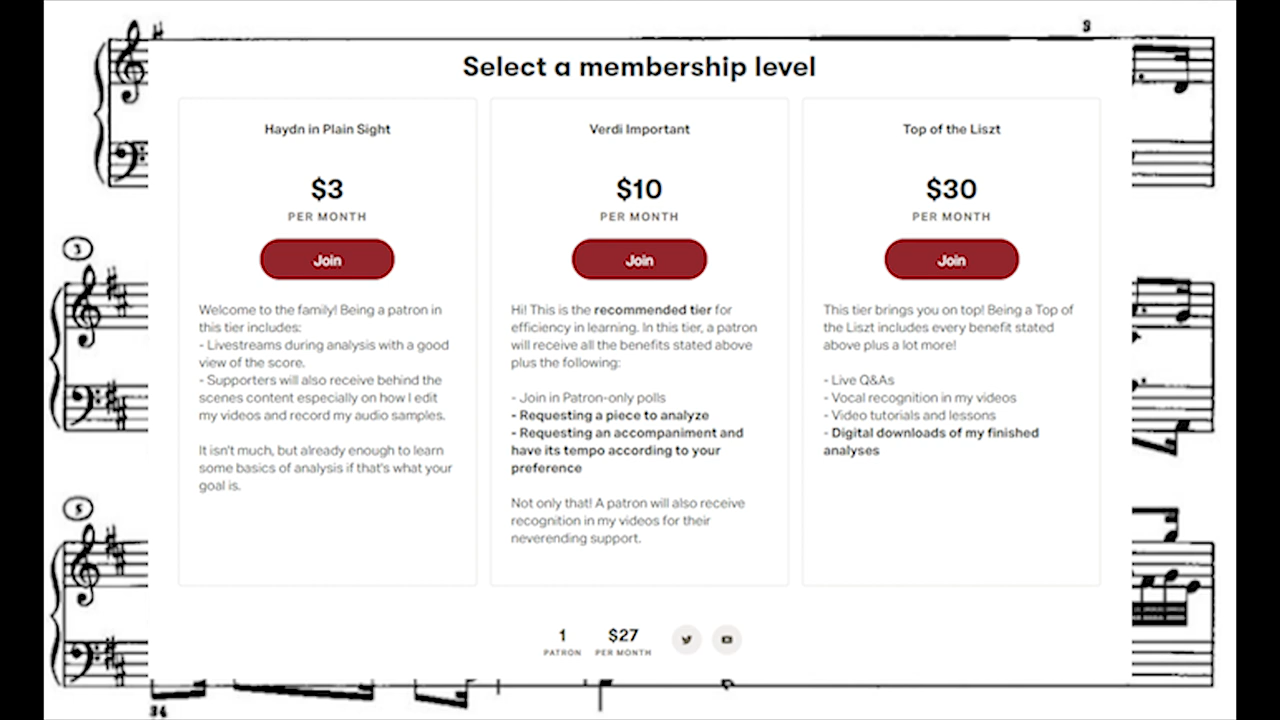 9
Select a membership level
Haydn in Plain Sight
$3
PER MONTH
Join
Welcome to the family! Being a patron in
this tier includes:
- Livestreams during analysis with a good
view of the score.
- Supporters will also receive behind the
scenes content especially on how I edit
my videos and record my audio samples.
It isn't much, but already enough to learn
some basics of analysis if that's what your
goal is.
Verdi Important
$10
PER MONTH
Join
Hi! This is the recommended tier for
efficiency in learning. In this tier, a patron
will receive all the benefits stated above
plus the following:
- Join in Patron-only polls
- Requesting a piece to analyze
- Requesting an accompaniment and
have its tempo according to your
preference
Not only that! A patron will also receive
recognition in my videos for their
neverending support.
Top of the Liszt
$30
PER MONTH
Join
This tier brings you on top! Being a Top of
the Liszt includes every benefit stated
above plus a lot more!
- Live Q&As
- Vocal recognition in my videos
- Video tutorials and lessons
- Digital downloads of my finished
analyses
3
5
1
PATRON
$27
PER MONTH
34